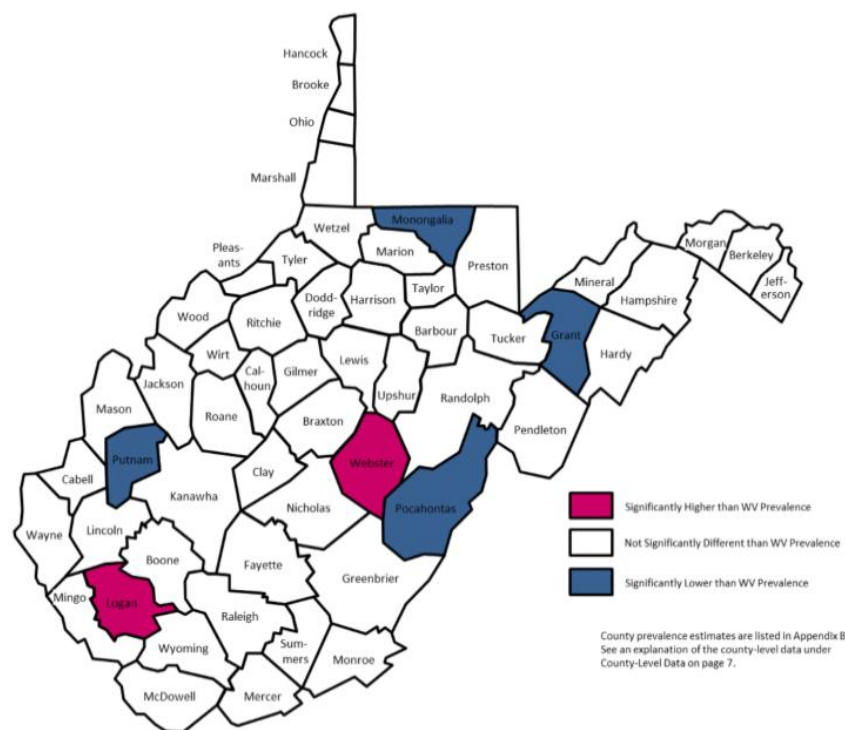 Hancock
Brooke
Ohio
Marshall
Wetzel
Monongalia
Marion
Preston
Pleas-
ants
Tyler
Dodd-
ridge
Harrison
Taylor
Mineral
Hampshire
Morgan
Berkeley
Jeff-
erson
Wood
Ritchie
Barbour
Tucker
Grant
Hardy
Wirt
Cal-
houn
Gilmer
Lewis
Upshur
Randolph
Pendleton
Jackson
Mason
Roane
Braxton
Putnam
Cabell
Kanawha
Clay
Webster
Nicholas
Pocahontas
Wayne
Lincoln
Boone
Fayette
Greenbrier
Mingo
Logan
Raleigh
Wyoming
Sum-
mers
Monroe
McDowell
Mercer
Significantly Higher than WV Prevalence
Not Significantly Different than WV Prevalence
Significantly Lower than WV Prevalence
County prevalence estimates are listed in Appendix B
See an explanation of the county-level data under
County-Level Data on page 7.